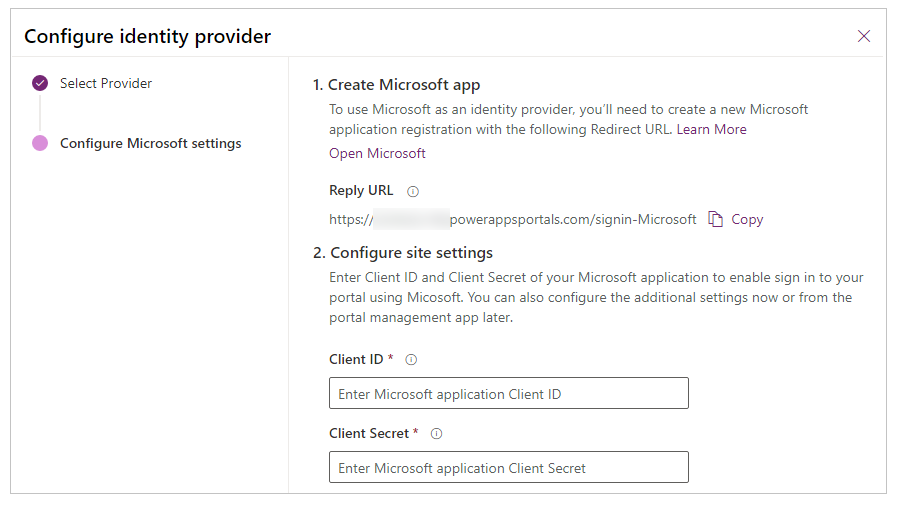 Configure identity provider
Select Provider
Configure Microsoft settings
1. Create Microsoft app
To use Microsoft as an identity provider, you'll need to create a new Microsoft
application registration with the following Redirect URL. Learn More
Open Microsoft
Reply URL
https:// powerappsportals.com/signin-Microsoft Copy
2. Configure site settings
Enter Client ID and Client Secret of your Microsoft application to enable sign in to your
portal using Micosoft. You can also configure the additional settings now or from the
portal management app later.
Client ID *
Enter Microsoft application Client ID
Client Secret *
Enter Microsoft application Client Secret